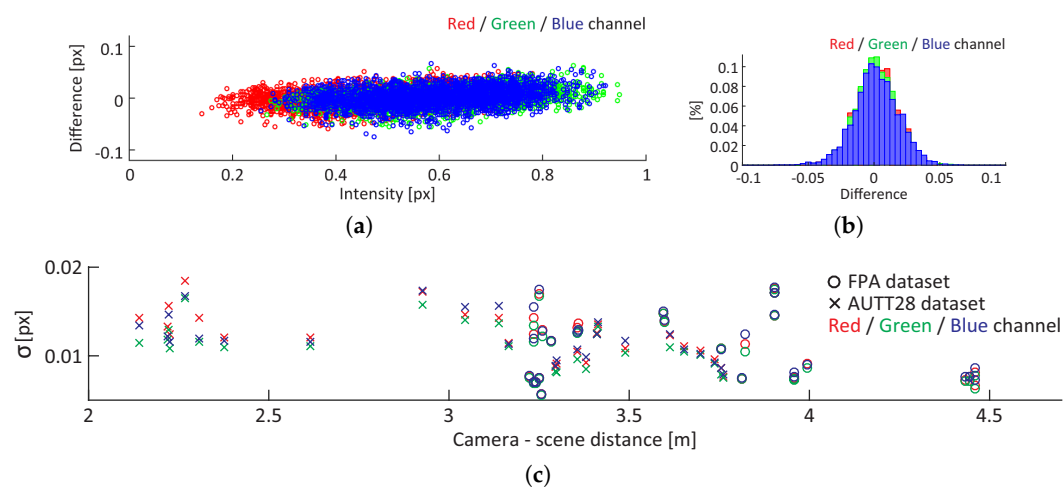 Red / Green / Blue channel
Difference [px]
0.1
0
-0.1
0
0.2
0.4
0.6
0.8
1
Intensity [px]
(a)
Red / Green / Blue channel
[%]
0.1
0.08
0.06
0.04
0.02
0
-0.1
-0.05
0
0.05
0.1
Difference
(b)
σ[px]
0.02
0.01
2
2.5
3
3.5
4
4.5
Camera - scene distance [m]
FPA dataset
AUTT28 dataset
Red / Green / Blue channel
(c)